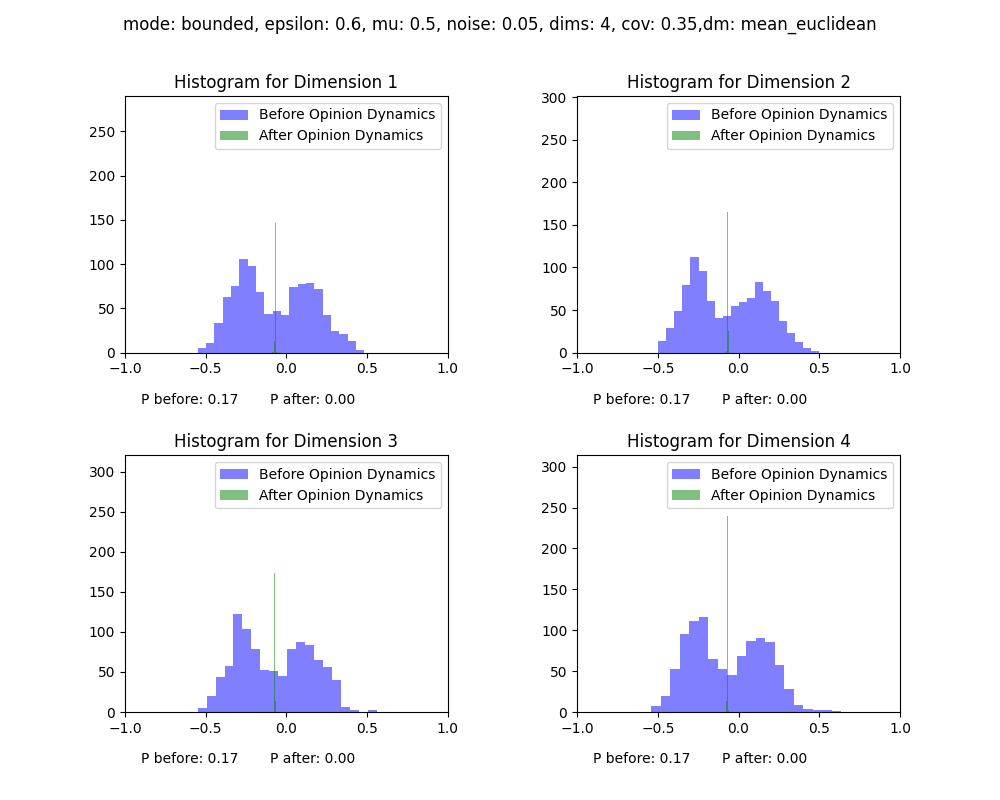 mode: bounded, epsilon: 0.6, mu: 0.5, noise: 0.05, dims: 4, cov: 0.35,dm: mean_euclidean
Histogram for Dimension 1
Before Opinion Dynamics
After Opinion Dynamics
250
200
150
100
50
0
−1.0 −0.5 0.0 0.5 1.0
P before: 0.17 P after: 0.00
Histogram for Dimension 2
Before Opinion Dynamics
After Opinion Dynamics
300
250
200
150
100
50
0
−1.0 −0.5 0.0 0.5 1.0
P before: 0.17 P after: 0.00
Histogram for Dimension 3
Before Opinion Dynamics
After Opinion Dynamics
300
250
200
150
100
50
0
−1.0 −0.5 0.0 0.5 1.0
P before: 0.17 P after: 0.00
Histogram for Dimension 4
Before Opinion Dynamics
After Opinion Dynamics
300
250
200
150
100
50
0
−1.0 −0.5 0.0 0.5 1.0
P before: 0.17 P after: 0.00